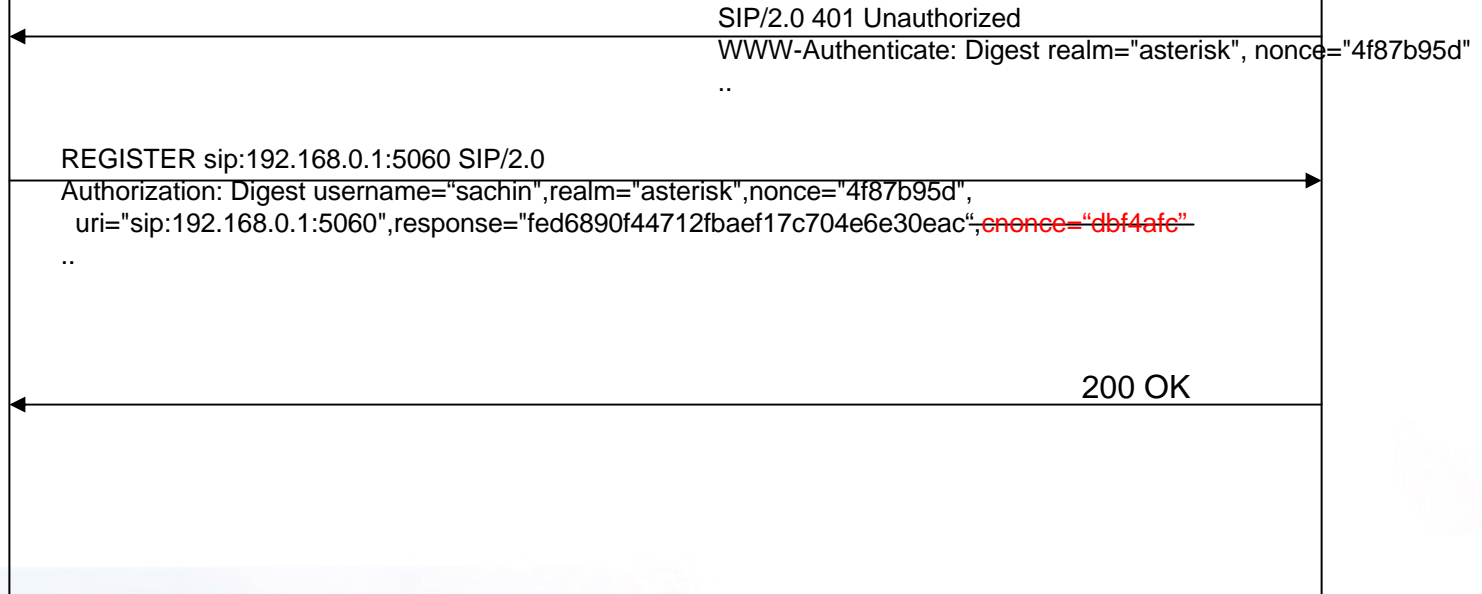 SIP/2.0 401 Unauthorized
WWW-Authenticate: Digest realm="asterisk", nonce="4f87b95d"
..
REGISTER sip:192.168.0.1:5060 SIP/2.0
Authorization: Digest username=“sachin",realm="asterisk",nonce="4f87b95d",
uri="sip:192.168.0.1:5060",response="fed6890f44712fbaef17c704e6e30eac“,cnonce=“dbf4afc”
..
200 OK